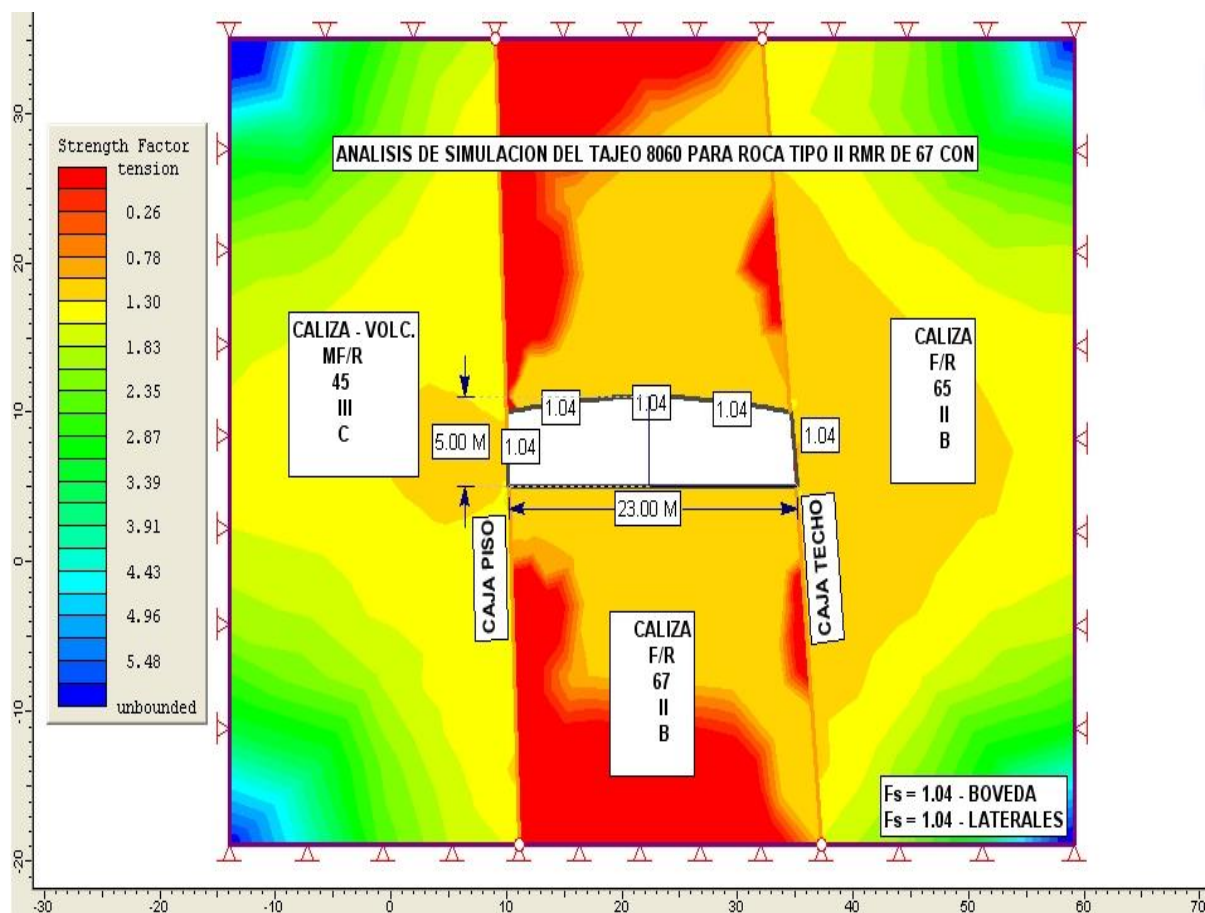 Strength Factor
tension
0.26
0.78
1.30
1.83
2.35
2.87
3.39
3.91
4.43
4.96
5.48
unbounded
ANALISIS DE SIMULACION DEL TAJEO 8060 PARA ROCA TIPO II RMR DE 67 CON
CALIZA - VOLC.
MF/R
45
III
C
CALIZA
F/R
65
II
B
1.04
1.04
1.04
1.04
1.04
5.00 M
23.00 M
CAJA PISO
CAJA TECHO
CALIZA
F/R
67
II
B
Fs = 1.04 - BOVEDA
Fs = 1.04 - LATERALES
30
20
10
0
-10
-20
-30
-20
-10
0
10
20
30
40
50
60
70